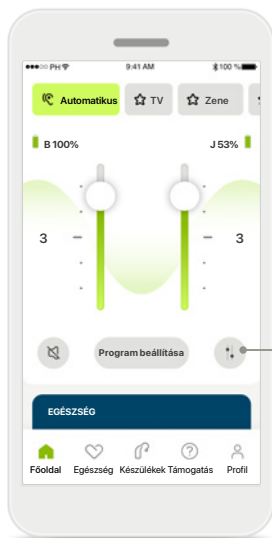 PH 9:41 AM 100 %
Automatikus TV Zene
B 100% J 53%
3 3
Program beállítása
EGÉSZSÉG
Főoldal Egészség Készülékek Támogatás Profil